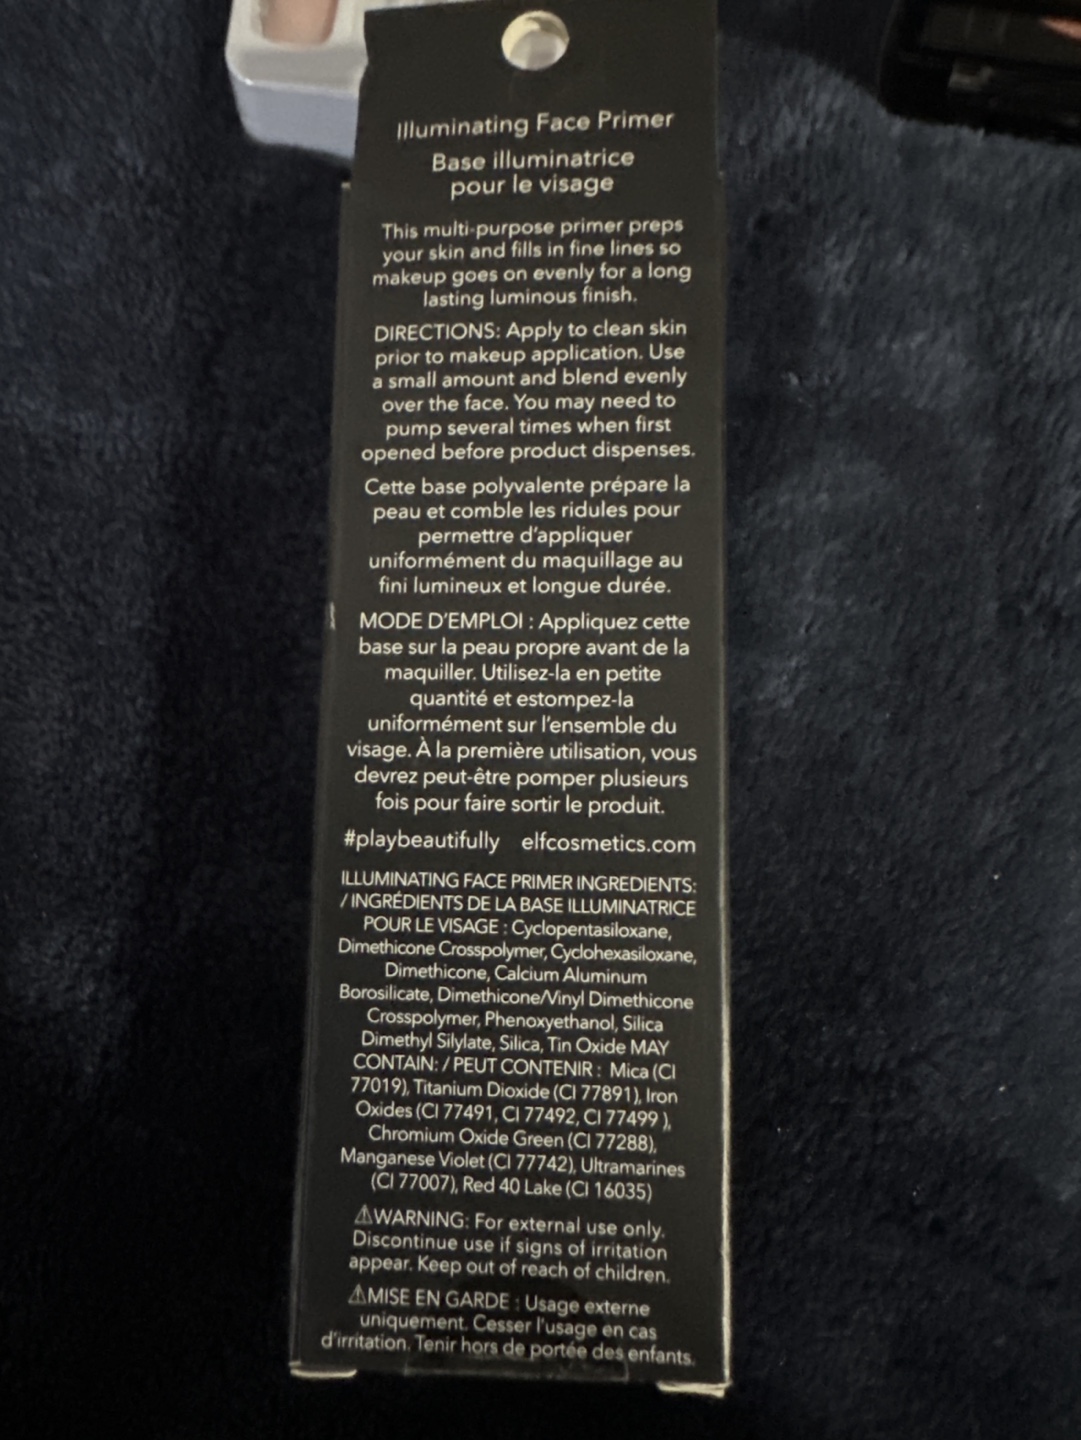 Illuminating Face Primer
Base illuminatrice
pour le visage
This multi-purpose primer preps
your skin and fills in fine lines so
makeup goes on evenly for a long
lasting luminous finish.
DIRECTIONS: Apply to clean skin
prior to makeup application. Use
a small amount and blend evenly
over the face. You may need to
pump several times when first
opened before product dispenses.
Cette base polyvalente prépare la
peau et comble les ridules pour
permettre d'appliquer
uniformément du maquillage au
fini lumineux et longue durée.
MODE D'EMPLOI : Appliquez cette
base sur la peau propre avant de la
maquiller. Utilisez-la en petite
quantité et estompez-la
uniformément sur l'ensemble du
visage. À la première utilisation, vous
devrez peut-être pomper plusieurs
fois pour faire sortir le produit.
#playbeautifully elfcosmetics.com
ILLUMINATING FACE PRIMER INGREDIENTS:
/ INGRÉDIENTS DE LA BASE ILLUMINATRICE
POUR LE VISAGE : Cyclopentasiloxane,
Dimethicone Crosspolymer, Cyclohexasiloxane,
Dimethicone, Calcium Aluminum
Borosilicate, Dimethicone/Vinyl Dimethicone
Crosspolymer, Phenoxyethanol, Silica
Dimethyl Silylate, Silica, Tin Oxide MAY
CONTAIN: / PEUT CONTENIR : Mica (CI
77019), Titanium Dioxide (CI 77891), Iron
Oxides (CI 77491, CI 77492, CI 77499 ),
Chromium Oxide Green (CI 77288),
Manganese Violet (CI 77742), Ultramarines
(CI 77007), Red 40 Lake (CI 16035)
⚠WARNING: For external use only.
Discontinue use if signs of irritation
appear. Keep out of reach of children.
⚠MISE EN GARDE : Usage externe
uniquement. Cesser l'usage en cas
d'irritation. Tenir hors de portée des enfants.